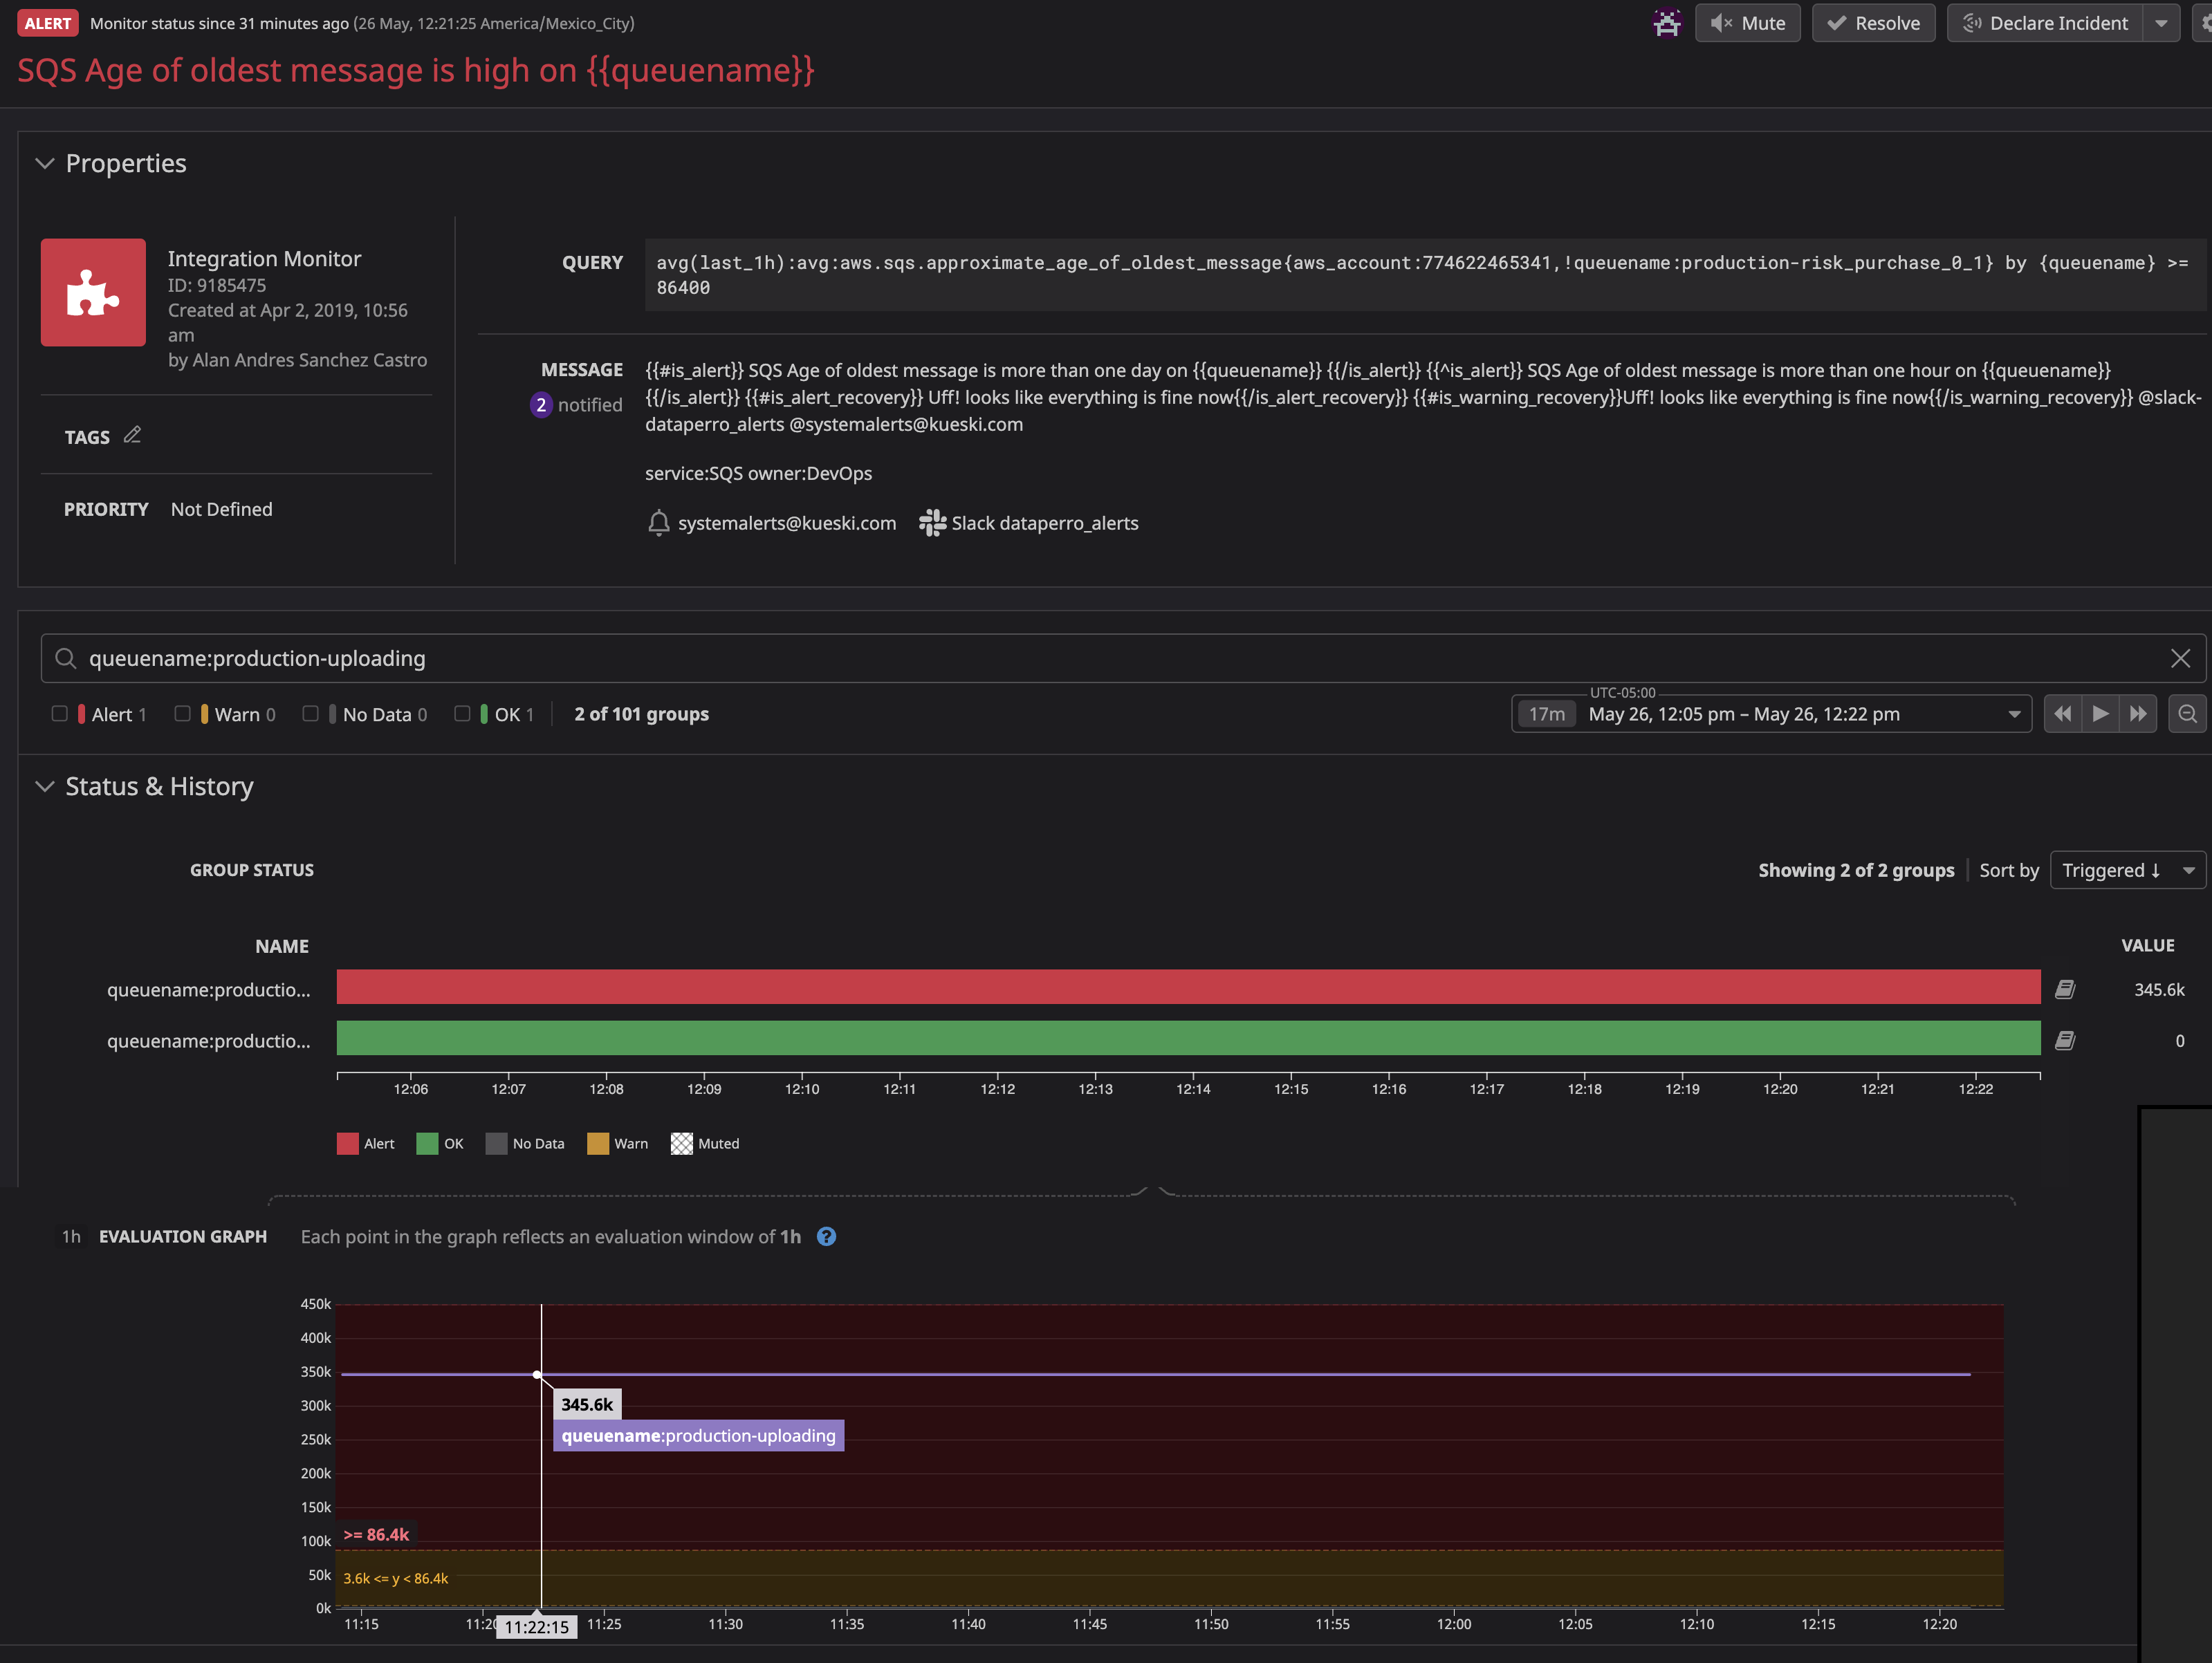 ALERT Monitor status since 31 minutes ago (26 May, 12:21:25 America/Mexico_City)
Mute Resolve Declare Incident
SQS Age of oldest message is high on {{queuename}}
Properties
Integration Monitor
ID: 9185475
Created at Apr 2, 2019, 10:56
am
by Alan Andres Sanchez Castro
TAGS
PRIORITY Not Defined
QUERY avg(last_1h):avg:aws.sqs.approximate_age_of_oldest_message{aws_account:774622465341,!queuename:production-risk_purchase_0_1} by {queuename} >=
86400
MESSAGE
2 notified
{{#is_alert}} SQS Age of oldest message is more than one day on {{queuename}} {{/is_alert}} {{^is_alert}} SQS Age of oldest message is more than one hour on {{queuename}}
{{/is_alert}} {{#is_alert_recovery}} Uff! looks like everything is fine now{{/is_alert_recovery}} {{#is_warning_recovery}}Uff! looks like everything is fine now{{/is_warning_recovery}} @slack-
dataperro_alerts @systemalerts@kueski.com
service:SQS owner:DevOps
systemalerts@kueski.com Slack dataperro_alerts
queuename:production-uploading
Alert 1 Warn 0 No Data 0 OK 1 2 of 101 groups
UTC-05:00
17m May 26, 12:05 pm – May 26, 12:22 pm
Status & History
GROUP STATUS
Showing 2 of 2 groups Sort by Triggered ↓
NAME VALUE
queuename:productio... 345.6k
queuename:productio... 0
12:06 12:07 12:08 12:09 12:10 12:11 12:12 12:13 12:14 12:15 12:16 12:17 12:18 12:19 12:20 12:21 12:22
Alert OK No Data Warn Muted
1h EVALUATION GRAPH Each point in the graph reflects an evaluation window of 1h ?
450k
400k
350k
345.6k
300k
queuename:production-uploading
250k
200k
150k
>= 86.4k
100k
50k
3.6k <= y < 86.4k
0k
11:15 11:20 11:22:15 11:25 11:30 11:35 11:40 11:45 11:50 11:55 12:00 12:05 12:10 12:15 12:20